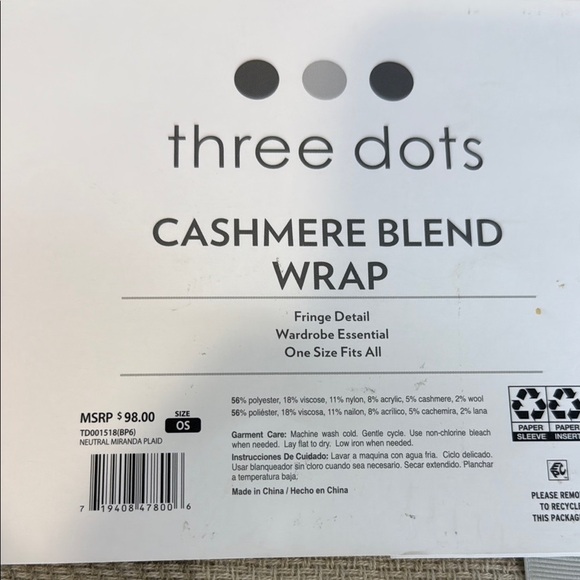 three dots
CASHMERE BLEND
WRAP
Fringe Detail
Wardrobe Essential
One Size Fits All
56% polyester, 18% viscose, 11% nylon, 8% acrylic, 5% cashmere, 2% wool
56% poliéster, 18% viscosa, 11% nailon, 8% acrílico, 5% cachemira, 2% lana
MSRP $98.00
SIZE
OS
TD001518(BP6)
NEUTRAL MIRANDA PLAID
Garment Care: Machine wash cold. Gentle cycle. Use non-chlorine bleach
when needed. Lay flat to dry. Low iron when needed.
Instrucciones De Cuidado: Lavar a maquina con agua fria. Ciclo delicado.
Usar blanqueador sin cloro cuando sea necesario. Secar extendido. Planchar
a temperatura baja.
Made in China / Hecho en China
7 19408 47800 6
PAPER
SLEEVE
PAPER
INSERT
PLEASE REMO
TO RECYCLE
THIS PACKAG